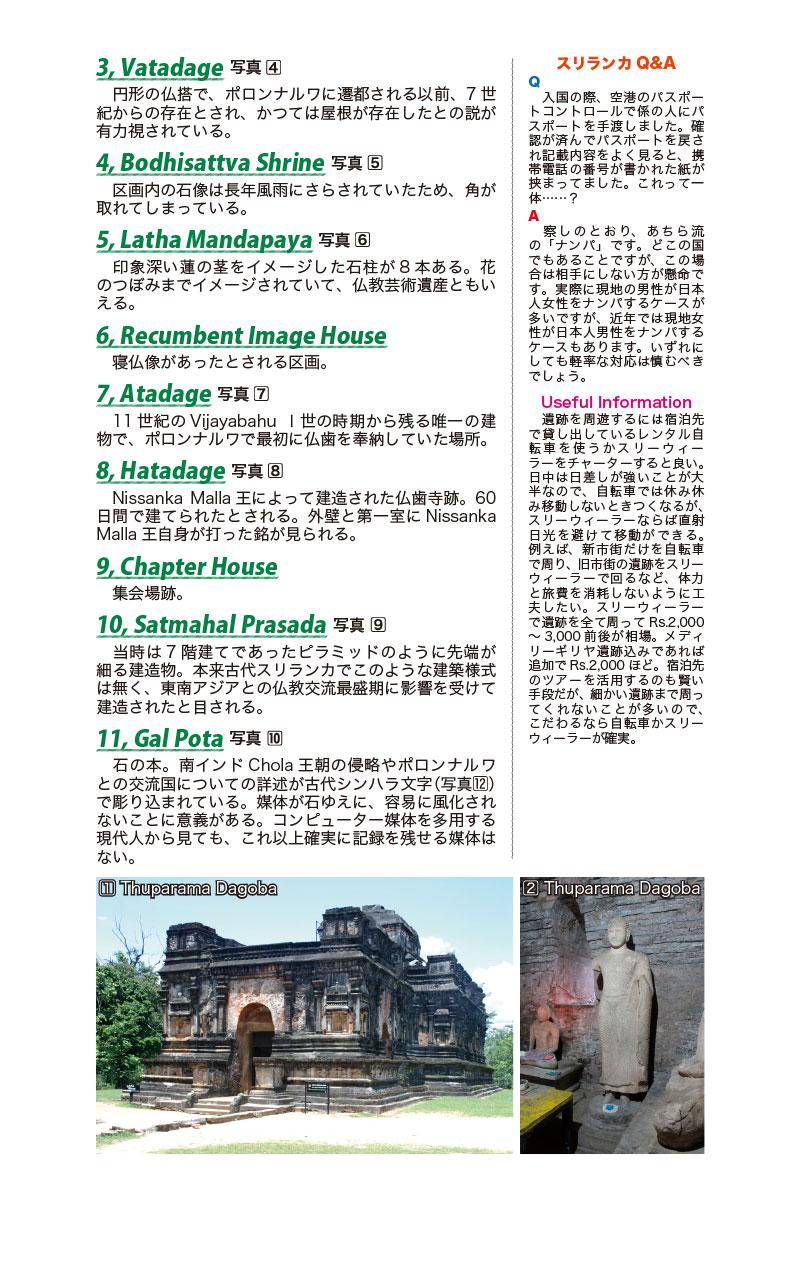 3, Vatadage 写真④
円形の仏搭で、ポロンナルワに遷都される以前、7世
紀からの存在とされ、かつては屋根が存在したとの説が
有力視されている。
4, Bodhisattva Shrine 写真⑤
区画内の石像は長年風雨にさらされていたため、角が
取れてしまっている。
5, Latha Mandapaya 写真⑥
印象深い蓮の茎をイメージした石柱が8本ある。花
のつぼみまでイメージされていて、仏教芸術遺産ともい
える。
6, Recumbent Image House
寝仏像があったとされる区画。
7, Atadage 写真⑦
11世紀のVijayabahu Ⅰ世の時期から残る唯一の建
物で、ポロンナルワで最初に仏歯を奉納していた場所。
8, Hatadage 写真⑧
Nissanka Malla 王によって建造された仏歯寺跡。60
日間で建てられたとされる。外壁と第一室に Nissanka
Malla 王自身が打った銘が見られる。
9, Chapter House
集会場跡。
10, Satmahal Prasada 写真⑨
当時は7階建てであったピラミッドのように先端が
細る建造物。本来古代スリランカでこのような建築様式
は無く、東南アジアとの仏教交流最盛期に影響を受けて
建造されたと目される。
11, Gal Pota 写真⑩
石の本。南インド Chola 王朝の侵略やポロンナルワ
との交流国についての詳述が古代シンハラ文字(写真⑫)
で彫り込まれている。媒体が石ゆえに、容易に風化され
ないことに意義がある。コンピューター媒体を多用する
現代人から見ても、これ以上確実に記録を残せる媒体は
ない。
スリランカ Q&A
Q
入国の際、空港のパスポー
トコントロールで係の人にパ
スポートを手渡しました。確
認が済んでパスポートを戻さ
れ記載内容をよく見ると、携
帯電話の番号が書かれた紙が
挟まってました。これって一
体……？
A
察しのとおり、あちら流
の「ナンパ」です。どこの国
でもあることですが、この場
合は相手にしない方が懸命で
す。実際に現地の男性が日本
人女性をナンパするケースが
多いですが、近年では現地女
性が日本人男性をナンパする
ケースもあります。いずれに
しても軽率な対応は慎むべき
でしょう。
Useful Information
遺跡を周遊するには宿泊先
で貸し出しているレンタル自
転車を使うかスリーウィー
ラーをチャーターすると良い。
日中は日差しが強いことが大
半なので、自転車では休み休
み移動しないときつくなるが、
スリーウィーラーならば直射
日光を避けて移動ができる。
例えば、新市街だけを自転車
で周り、旧市街の遺跡をスリー
ウィーラーで回るなど、体力
と旅費を消耗しないように工
夫したい。スリーウィーラー
で遺跡を全て周って Rs.2,000
～3,000 前後が相場。メディ
リーギリヤ遺跡込みであれば
追加で Rs.2,000 ほど。宿泊先
のツアーを活用するのも賢い
手段だが、細かい遺跡まで周っ
てくれないことが多いので、
こだわるなら自転車かスリー
ウィーラーが確実。
① Thuparama Dagoba
② Thuparama Dagoba